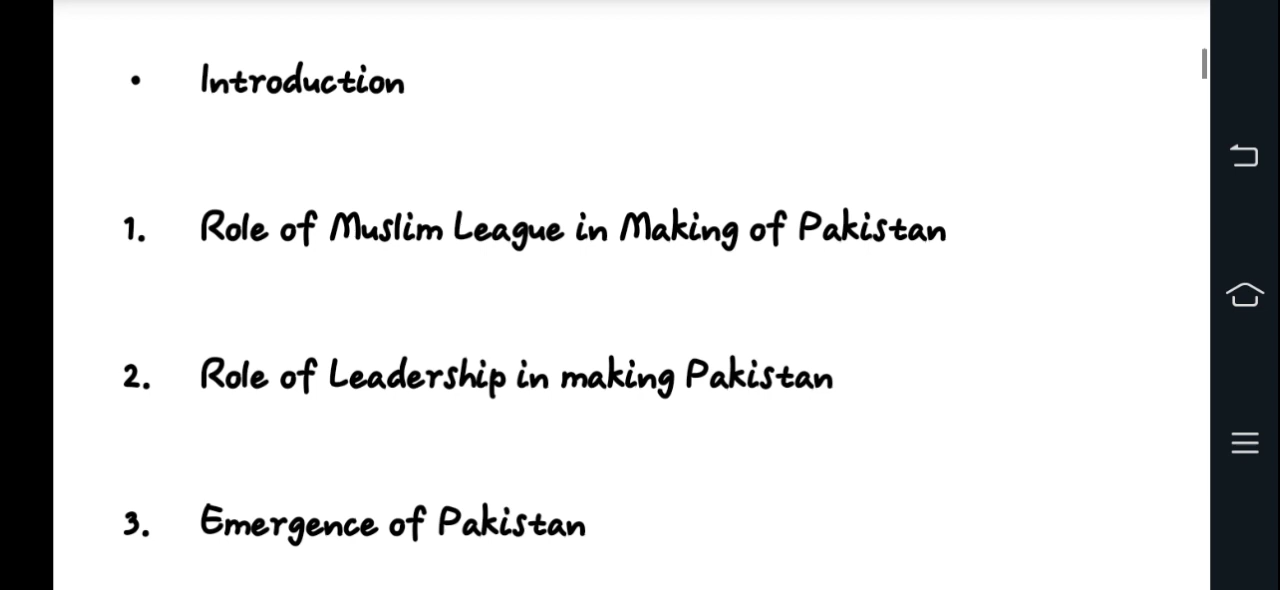 • Introduction
1. Role of Muslim League in Making of Pakistan
2. Role of Leadership in making Pakistan
3. Emergence of Pakistan